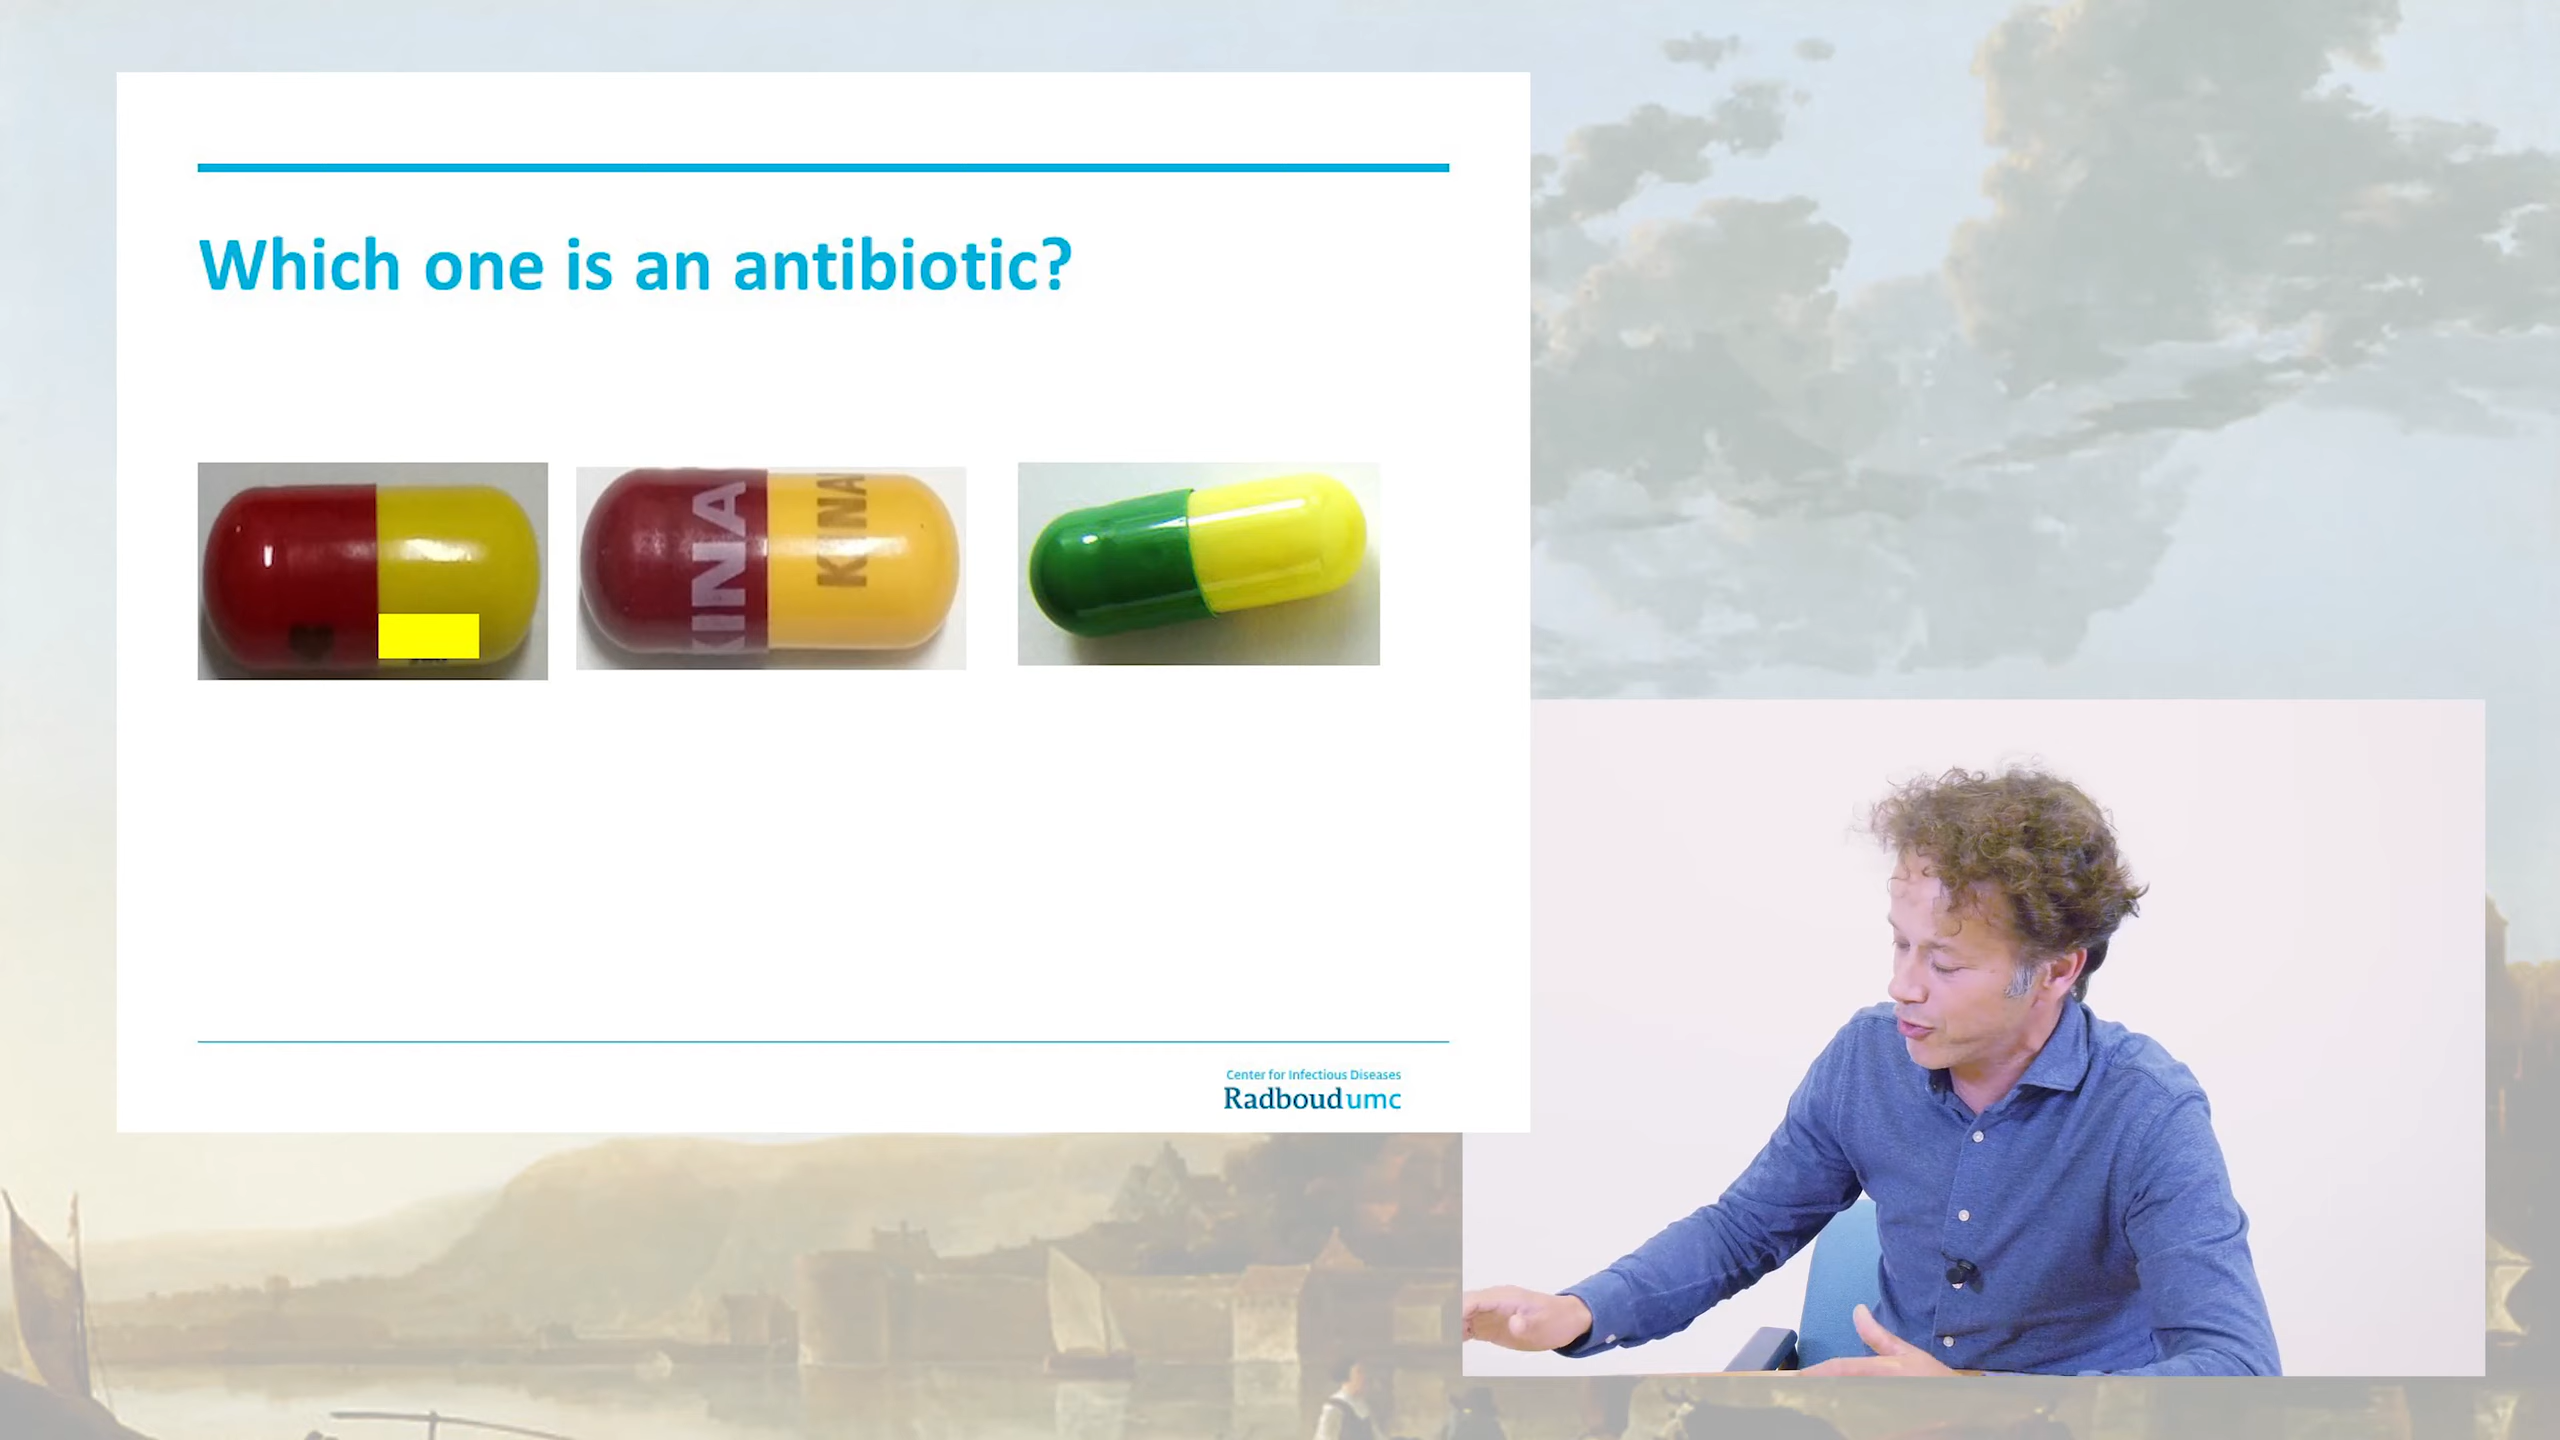 Which one is an antibiotic?
KINA
KINA
Center for Infectious Diseases
Radboudumc